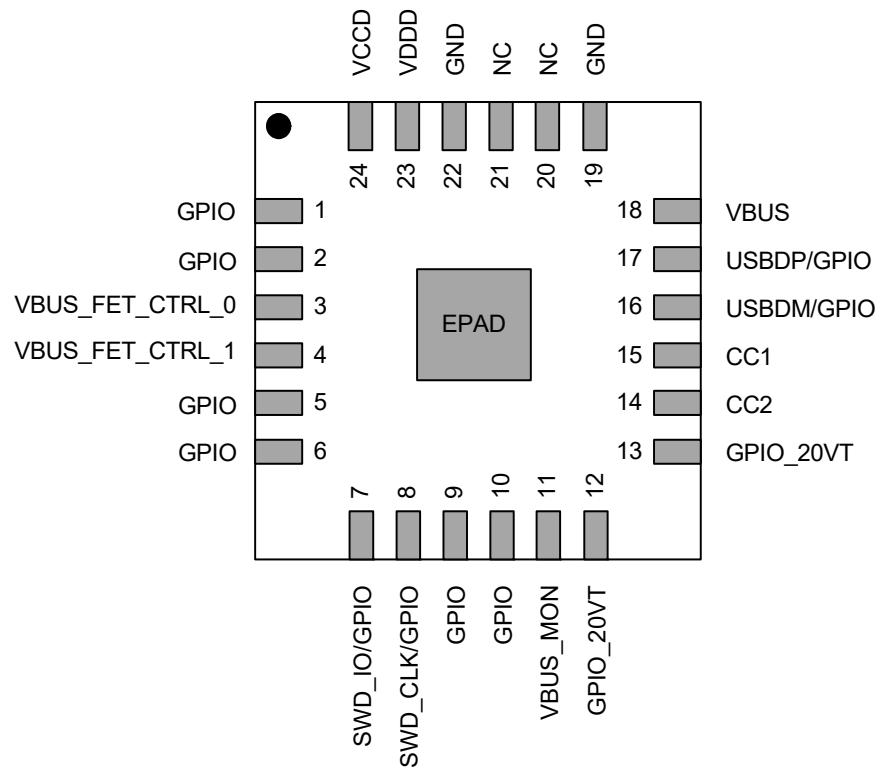 VCCD
VDDD
GND
NC
NC
GND
24
23
22
21
20
19
GPIO 1
GPIO 2
VBUS_FET_CTRL_0 3
VBUS_FET_CTRL_1 4
GPIO 5
GPIO 6
EPAD
18 VBUS
17 USBDP/GPIO
16 USBDM/GPIO
15 CC1
14 CC2
13 GPIO_20VT
7
8
9
10
11
12
SWD_IO/GPIO
SWD_CLK/GPIO
GPIO
GPIO
VBUS_MON
GPIO_20VT